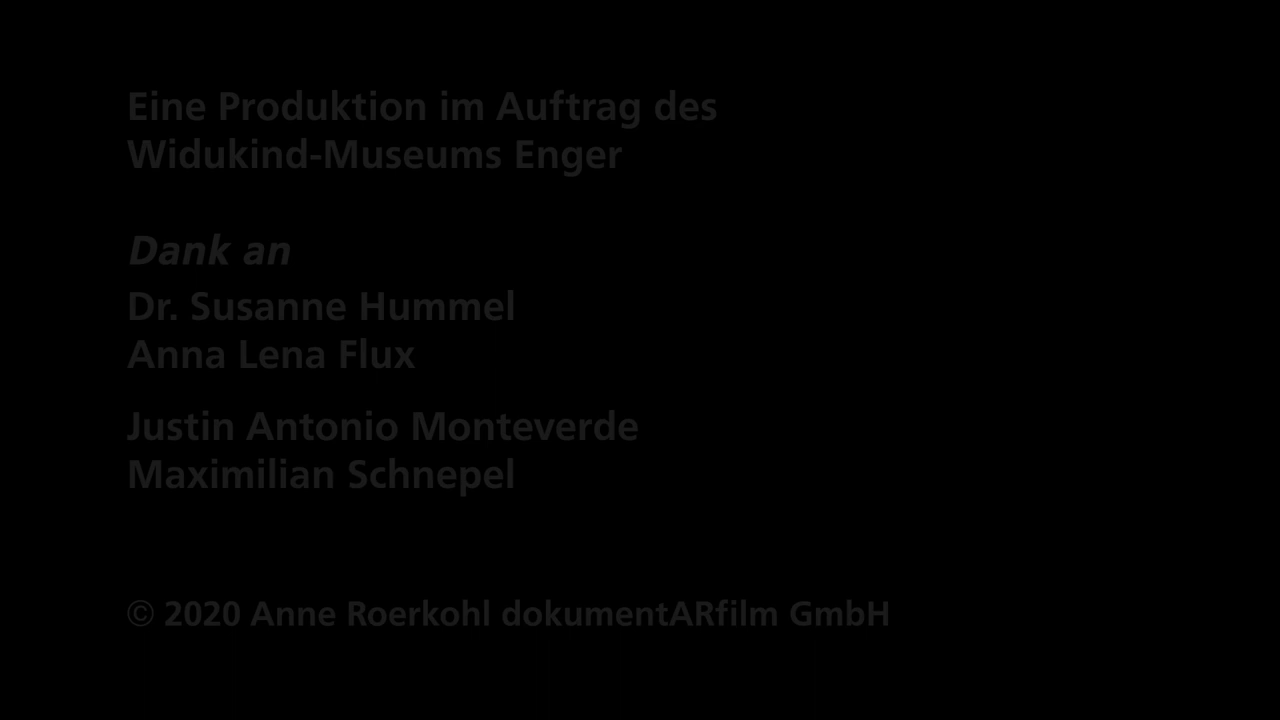 Eine Produktion im Auftrag des
Widukind-Museums Enger
Dank an
Dr. Susanne Hummel
Anna Lena Flux
Justin Antonio Monteverde
Maximilian Schnepel
© 2020 Anne Roerkohl dokumentARfilm GmbH